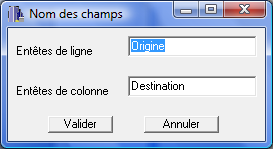 Nom des champs
Entêtes de ligne
Origine
Entêtes de colonne
Destination
Valider
Annuler